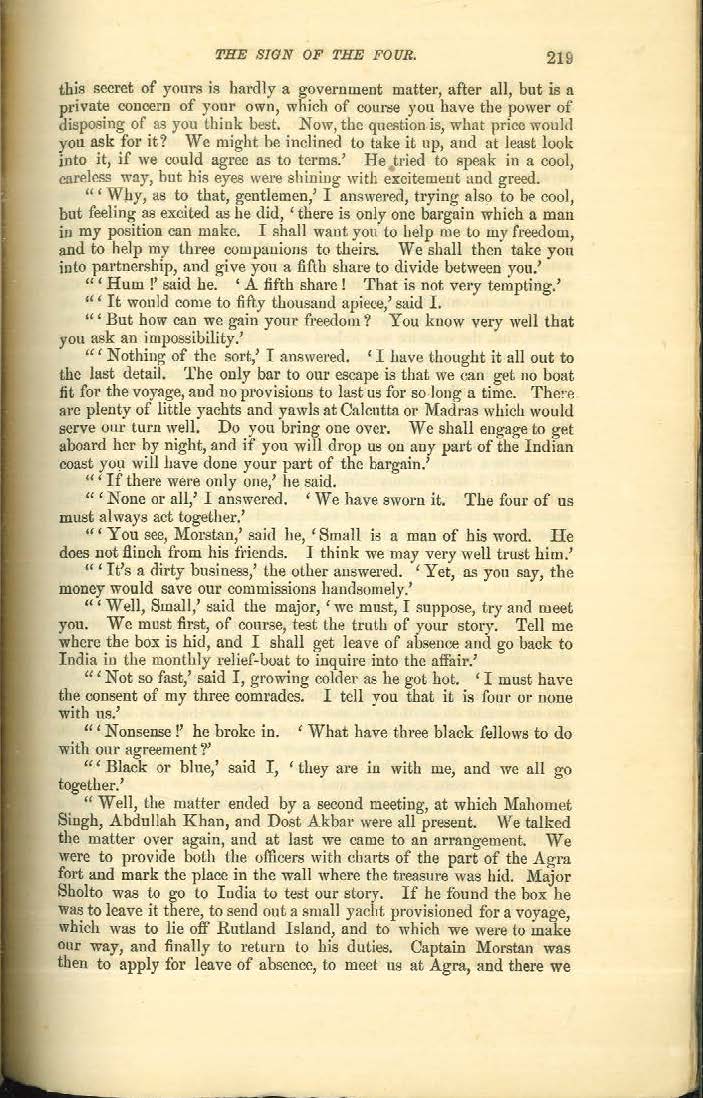 THE SIGN OF THE FOUR. 219
this secret of yours is hardly a government matter, after all, but is a
private concern of your own, which of course you have the power of
disposing of as you think best. Now, the question is, what price would
you ask for it? We might be inclined to take it up, and at least look
into it, if we could agree as to terms.' He tried to speak in a cool,
careless way, but his eyes were shining with excitement and greed.
"'Why, as to that, gentlemen,' I answered, trying also to be cool,
but feeling as excited as he did, 'there is only one bargain which a man
in my position can make. I shall want you to help me to my freedom,
and to help my three companions to theirs. We shall then take you
into partnership, and give you a fifth share to divide between you.'
"'Hum!' said he. 'A fifth share! That is not very tempting.'
"'It would come to fifty thousand apiece,' said I.
"'But how can we gain your freedom? You know very well that
you ask an impossibility.'
"'Nothing of the sort,' I answered. 'I have thought it all out to
the last detail. The only bar to our escape is that we can get no boat
fit for the voyage, and no provisions to last us for so long a time. There
are plenty of little yachts and yawls at Calcutta or Madras which would
serve our turn well. Do you bring one over. We shall engage to get
aboard her by night, and if you will drop us on any part of the Indian
coast you will have done your part of the bargain.'
"'If there were only one,' he said.
"'None or all,' I answered. 'We have sworn it. The four of us
must always act together.'
"'You see, Morstan,' said he, 'Small is a man of his word. He
does not flinch from his friends. I think we may very well trust him.'
"'It's a dirty business,' the other answered. 'Yet, as you say, the
money would save our commissions handsomely.'
"'Well, Small,' said the major, 'we must, I suppose, try and meet
you. We must first, of course, test the truth of your story. Tell me
where the box is hid, and I shall get leave of absence and go back to
India in the monthly relief-boat to inquire into the affair.'
"'Not so fast,' said I, growing colder as he got hot. 'I must have
the consent of my three comrades. I tell you that it is four or none
with us.'
"'Nonsense!' he broke in. 'What have three black fellows to do
with our agreement?'
"'Black or blue,' said I, 'they are in with me, and we all go
together.'
"Well, the matter ended by a second meeting, at which Mahomet
Singh, Abdullah Khan, and Dost Akbar were all present. We talked
the matter over again, and at last we came to an arrangement. We
were to provide both the officers with charts of the part of the Agra
fort and mark the place in the wall where the treasure was hid. Major
Sholto was to go to India to test our story. If he found the box he
was to leave it there, to send out a small yacht provisioned for a voyage,
which was to lie off Rutland Island, and to which we were to make
our way, and finally to return to his duties. Captain Morstan was
then to apply for leave of absence, to meet us at Agra, and there we